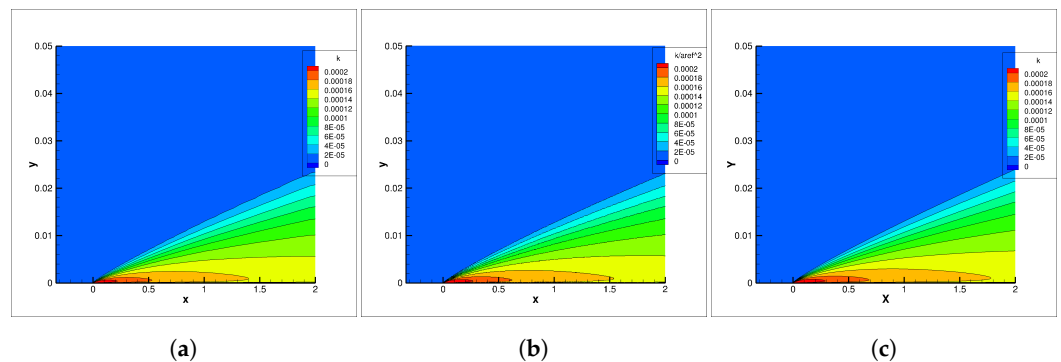 k
0.0002
0.00018
0.00016
0.00014
0.00012
0.0001
8E-05
6E-05
4E-05
2E-05
0
0.05
0.04
0.03
0.02
0.01
0
y
0
0.5
1
1.5
2
x
(a)
k/aref^2
0.0002
0.00018
0.00016
0.00014
0.00012
0.0001
8E-05
6E-05
4E-05
2E-05
0
0.05
0.04
0.03
0.02
0.01
0
y
0
0.5
1
1.5
2
x
(b)
k
0.0002
0.00018
0.00016
0.00014
0.00012
0.0001
8E-05
6E-05
4E-05
2E-05
0
0.05
0.04
0.03
0.02
0.01
0
Y
0
0.5
1
1.5
2
X
(c)